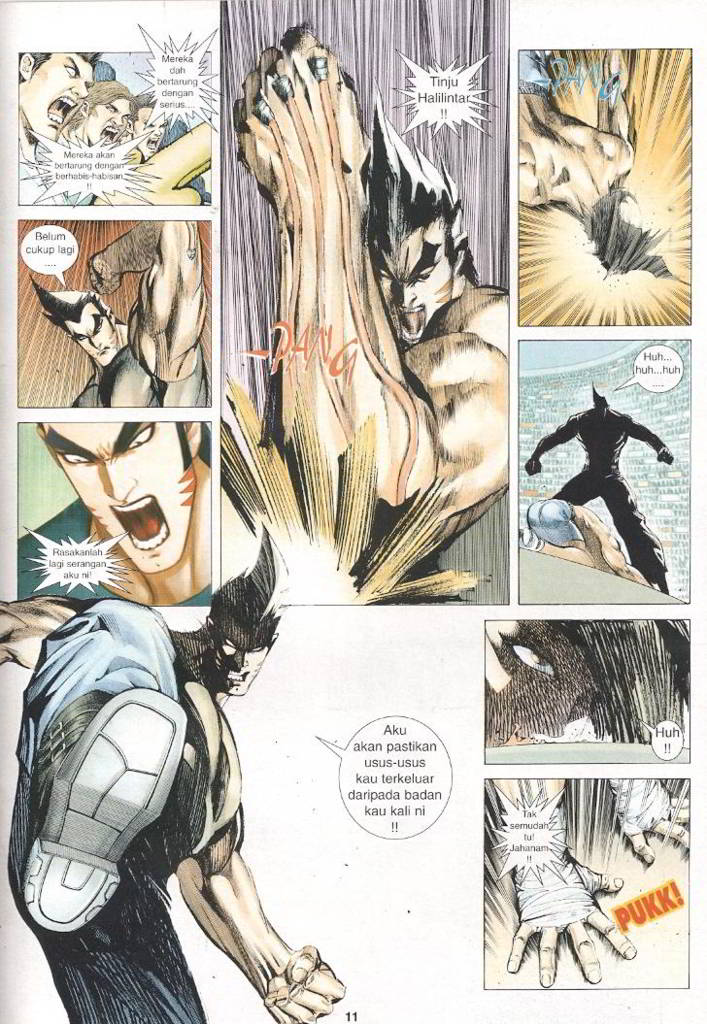 Mereka
dah
bertarung
dengan
serius....
Mereka akan
bertarung dengan
berhabis-habisan
!!
Belum
cukup lagi
....
Rasakanlah
lagi serangan
aku ni!
Tinju
Halilintar
!!
PANG
PANG
Huh...
huh...huh
....
Aku
akan pastikan
usus-usus
kau terkeluar
daripada badan
kau kali ni
!!
Huh
!!
Tak
semudah
tu!
Jahanam
!!
PUKK!
11